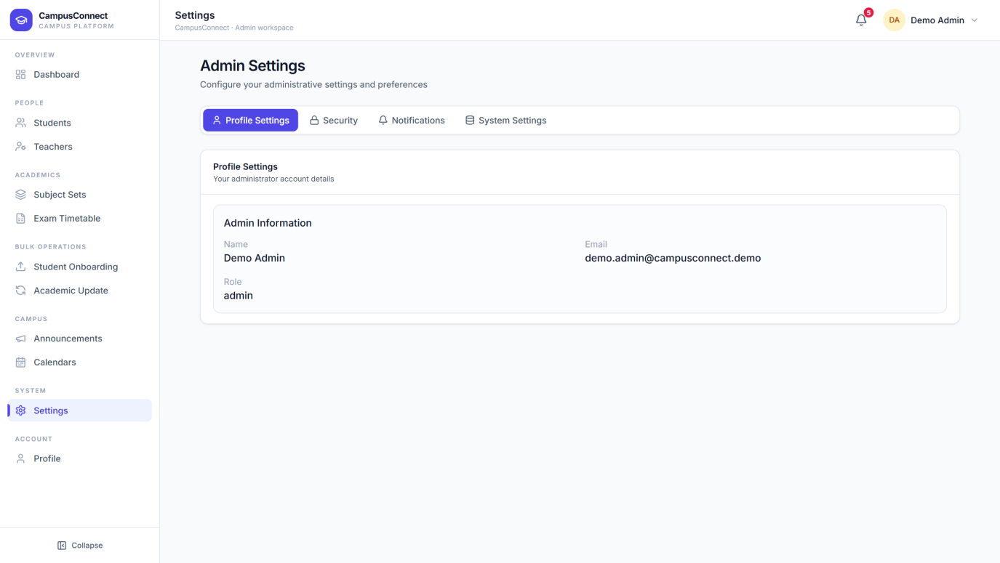 CampusConnect
CAMPUS PLATFORM
OVERVIEW
Dashboard
PEOPLE
Students
Teachers
ACADEMICS
Subject Sets
Exam Timetable
BULK OPERATIONS
Student Onboarding
Academic Update
CAMPUS
Announcements
Calendars
SYSTEM
Settings
ACCOUNT
Profile
Collapse
Settings
CampusConnect · Admin workspace
5
DA Demo Admin
Admin Settings
Configure your administrative settings and preferences
Profile Settings Security Notifications System Settings
Profile Settings
Your administrator account details
Admin Information
Name
Demo Admin
Email
demo.admin@campusconnect.demo
Role
admin